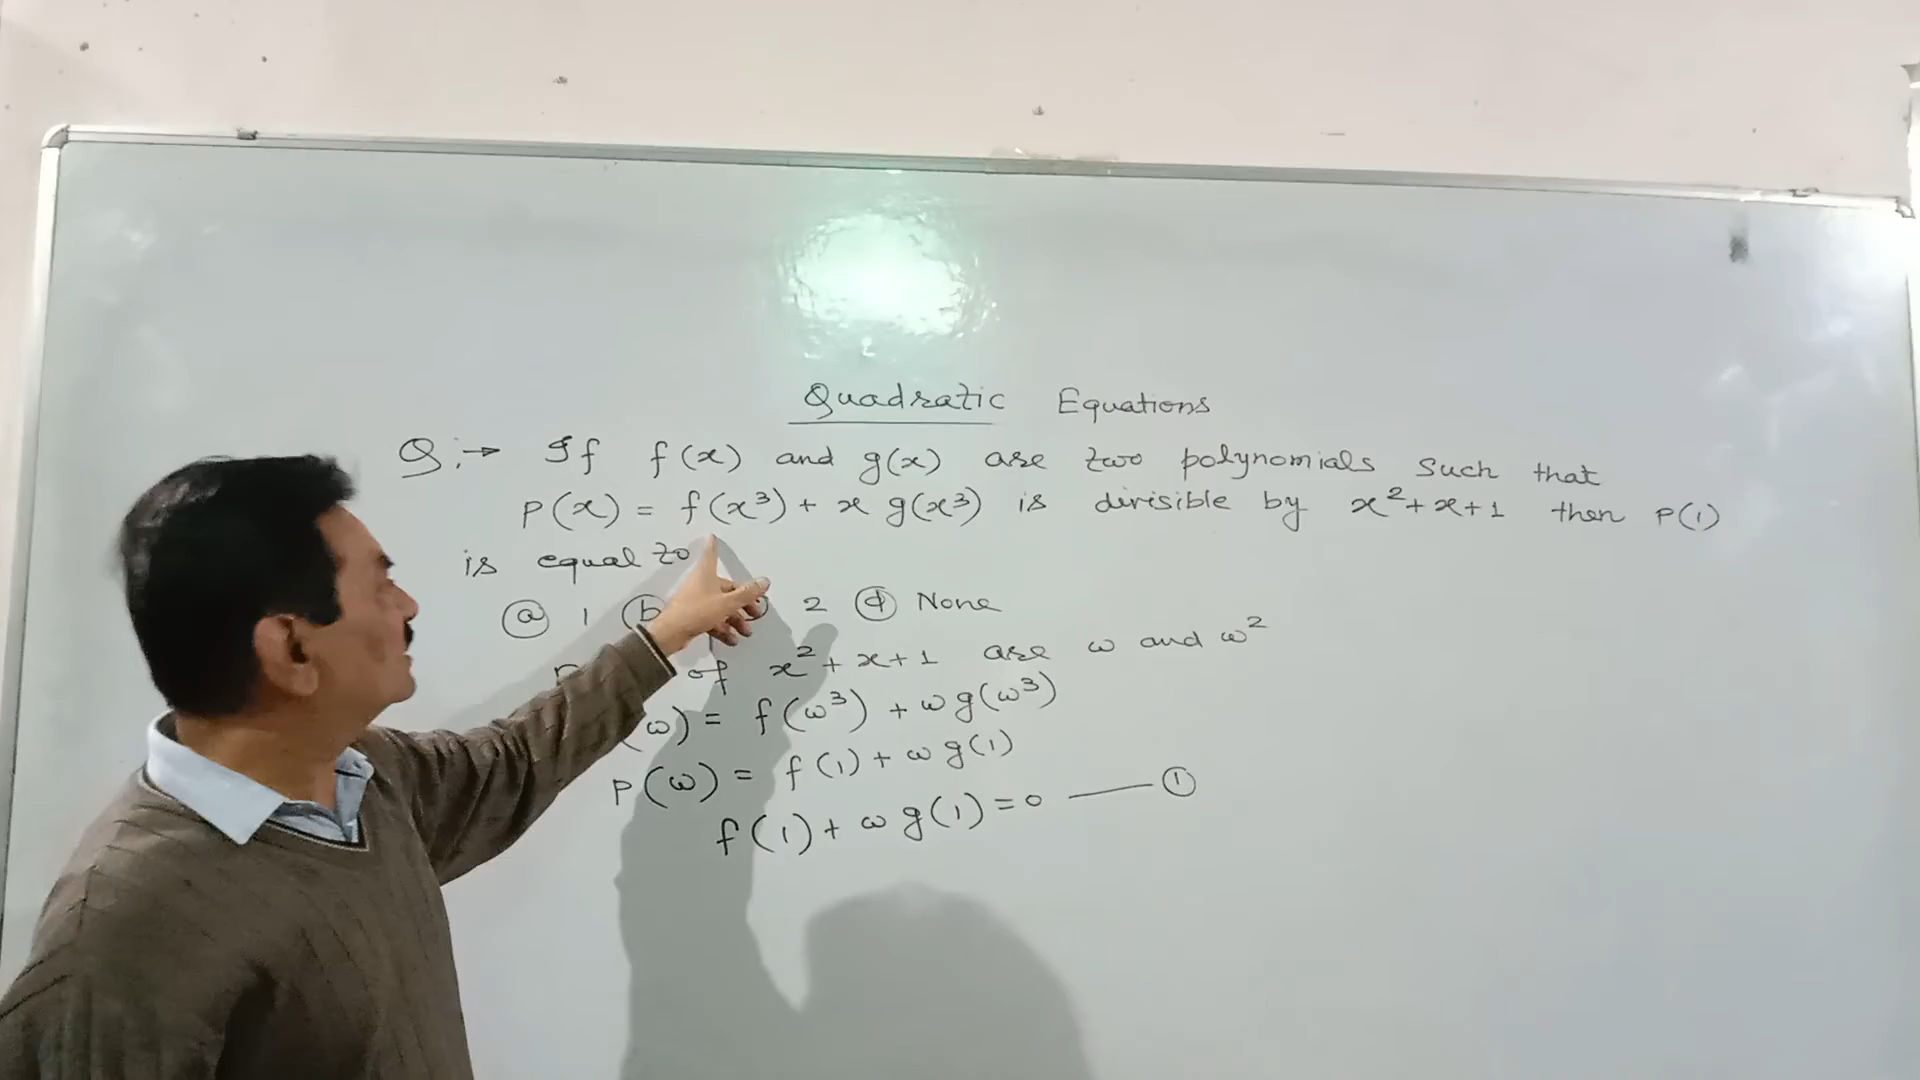 Quadratic Equations
Q:→ If f(x) and g(x) are two polynomials such that
P(x) = f(x³) + x g(x³) is divisible by x²+x+1 then P(1)
is equal to
ⓐ 1 ⓑ 2 ⓓ None
of x²+x+1 are ω and ω²
(ω) = f(ω³) + ω g(ω³)
P(ω) = f(1) + ω g(1)
f(1) + ω g(1) = 0 —— ①